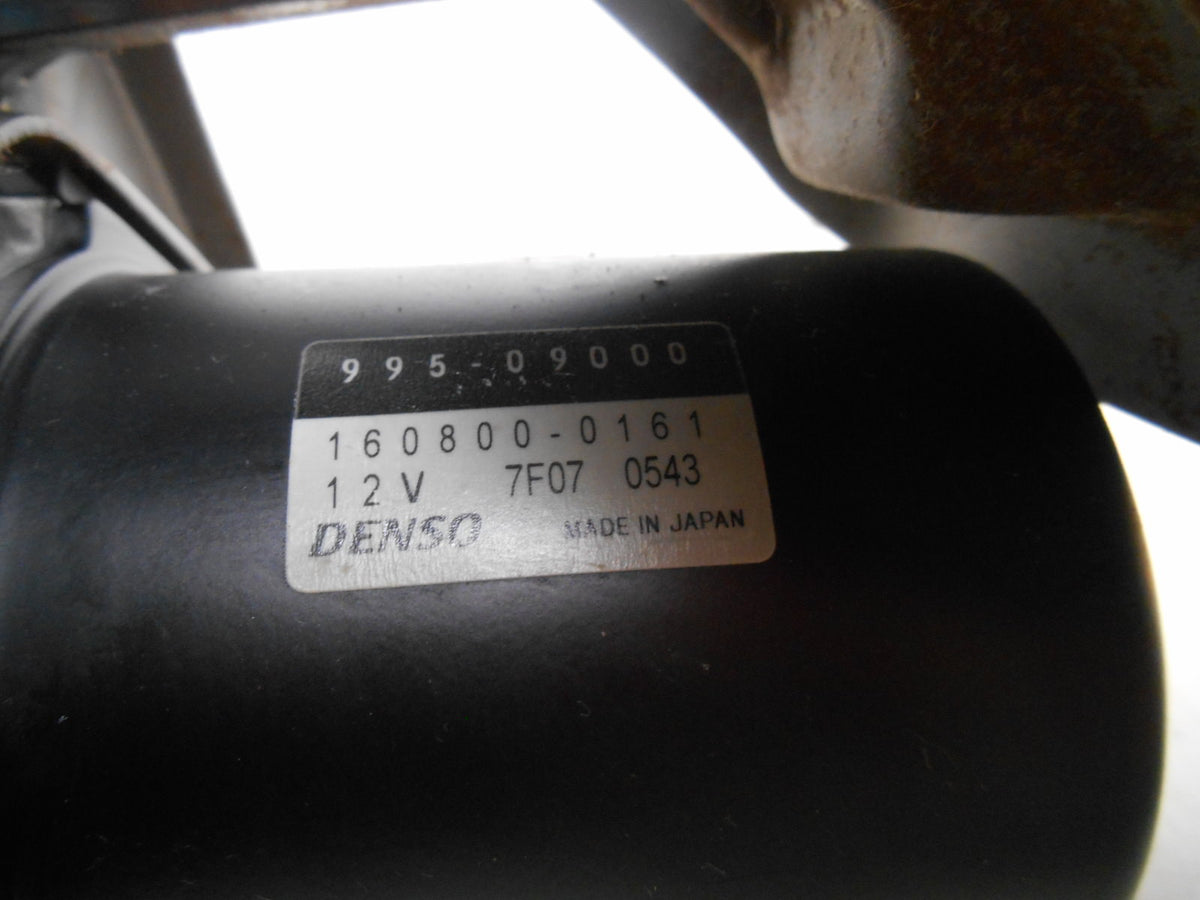 995-09000
160800-0161
12V 7F07 0543
DENSO MADE IN JAPAN